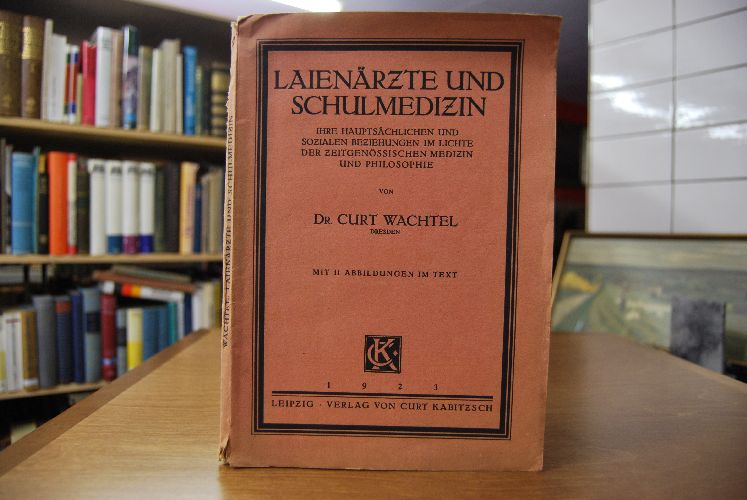 LAIENÄRZTE UND
SCHULMEDIZIN
IHRE HAUPTSÄCHLICHEN UND
SOZIALEN BEZIEHUNGEN IM LICHTE
DER ZEITGENÖSSISCHEN MEDIZIN
UND PHILOSOPHIE
VON
DR. CURT WACHTEL
DRESDEN
MIT 11 ABBILDUNGEN IM TEXT
CK
1923
LEIPZIG · VERLAG VON CURT KABITZSCH
WACHTEL, LAIENÄRZTE UND SCHULMEDIZIN